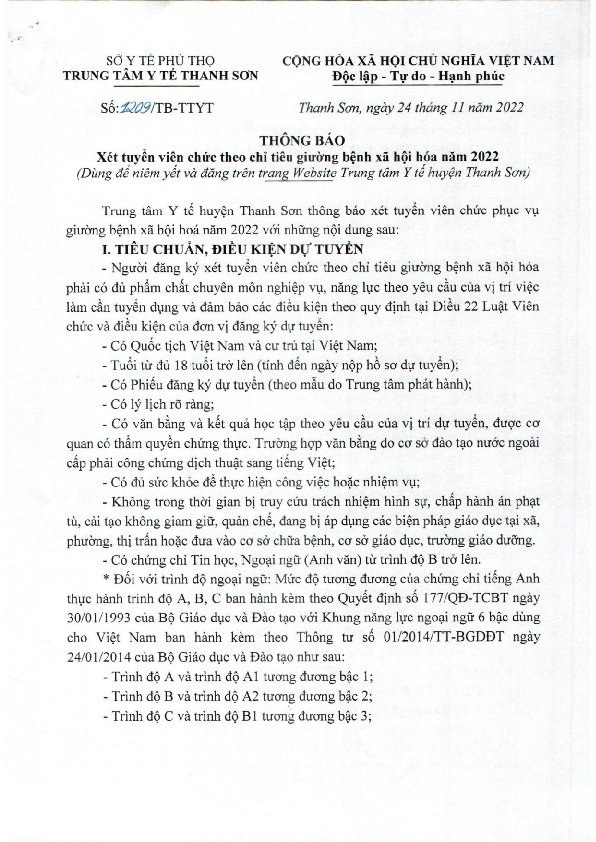 SỞ Y TẾ PHÚ THỌ
TRUNG TÂM Y TẾ THANH SƠN
CỘNG HÒA XÃ HỘI CHỦ NGHĨA VIỆT NAM
Độc lập - Tự do - Hạnh phúc
Số: 1209/TB-TTYT
Thanh Sơn, ngày 24 tháng 11 năm 2022
THÔNG BÁO
Xét tuyển viên chức theo chỉ tiêu giường bệnh xã hội hóa năm 2022
(Dùng để niêm yết và đăng trên trang Website Trung tâm Y tế huyện Thanh Sơn)
Trung tâm Y tế huyện Thanh Sơn thông báo xét tuyển viên chức phục vụ
giường bệnh xã hội hoá năm 2022 với những nội dung sau:
I. TIÊU CHUẨN, ĐIỀU KIỆN DỰ TUYỂN
- Người đăng ký xét tuyển viên chức theo chỉ tiêu giường bệnh xã hội hóa
phải có đủ phẩm chất chuyên môn nghiệp vụ, năng lực theo yêu cầu của vị trí việc
làm cần tuyển dụng và đảm bảo các điều kiện theo quy định tại Điều 22 Luật Viên
chức và điều kiện của đơn vị đăng ký dự tuyển:
- Có Quốc tịch Việt Nam và cư trú tại Việt Nam;
- Tuổi từ đủ 18 tuổi trở lên (tính đến ngày nộp hồ sơ dự tuyển);
- Có Phiếu đăng ký dự tuyển (theo mẫu do Trung tâm phát hành);
- Có lý lịch rõ ràng;
- Có văn bằng và kết quả học tập theo yêu cầu của vị trí dự tuyển, được cơ
quan có thẩm quyền chứng thực. Trường hợp văn bằng do cơ sở đào tạo nước ngoài
cấp phải công chứng dịch thuật sang tiếng Việt;
- Có đủ sức khỏe để thực hiện công việc hoặc nhiệm vụ;
- Không trong thời gian bị truy cứu trách nhiệm hình sự, chấp hành án phạt
tù, cải tạo không giam giữ, quản chế, đang bị áp dụng các biện pháp giáo dục tại xã,
phường, thị trấn hoặc đưa vào cơ sở chữa bệnh, cơ sở giáo dục, trường giáo dưỡng.
- Có chứng chỉ Tin học, Ngoại ngữ (Anh văn) từ trình độ B trở lên.
* Đối với trình độ ngoại ngữ: Mức độ tương đương của chứng chỉ tiếng Anh
thực hành trình độ A, B, C ban hành kèm theo Quyết định số 177/QĐ-TCBT ngày
30/01/1993 của Bộ Giáo dục và Đào tạo với Khung năng lực ngoại ngữ 6 bậc dùng
cho Việt Nam ban hành kèm theo Thông tư số 01/2014/TT-BGDĐT ngày
24/01/2014 của Bộ Giáo dục và Đào tạo như sau:
- Trình độ A và trình độ A1 tương đương bậc 1;
- Trình độ B và trình độ A2 tương đương bậc 2;
- Trình độ C và trình độ B1 tương đương bậc 3;